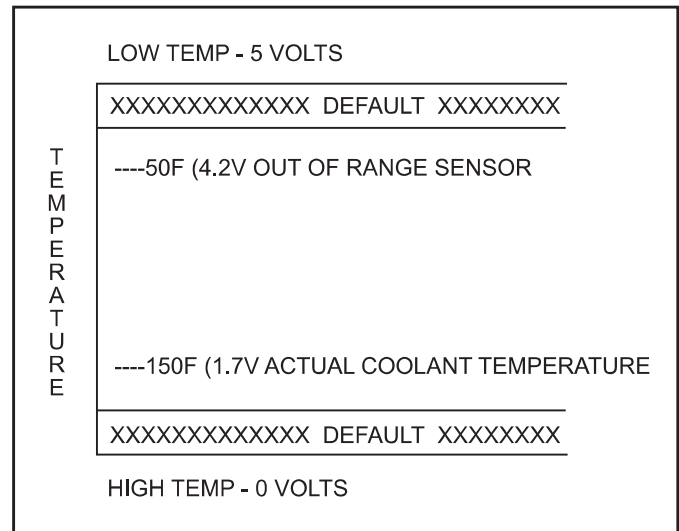 LOW TEMP - 5 VOLTS
XXXXXXXXXXXXX DEFAULT XXXXXXXX
TEMPERATURE
----50F (4.2V OUT OF RANGE SENSOR
----150F (1.7V ACTUAL COOLANT TEMPERATURE
XXXXXXXXXXXXX DEFAULT XXXXXXXX
HIGH TEMP - 0 VOLTS